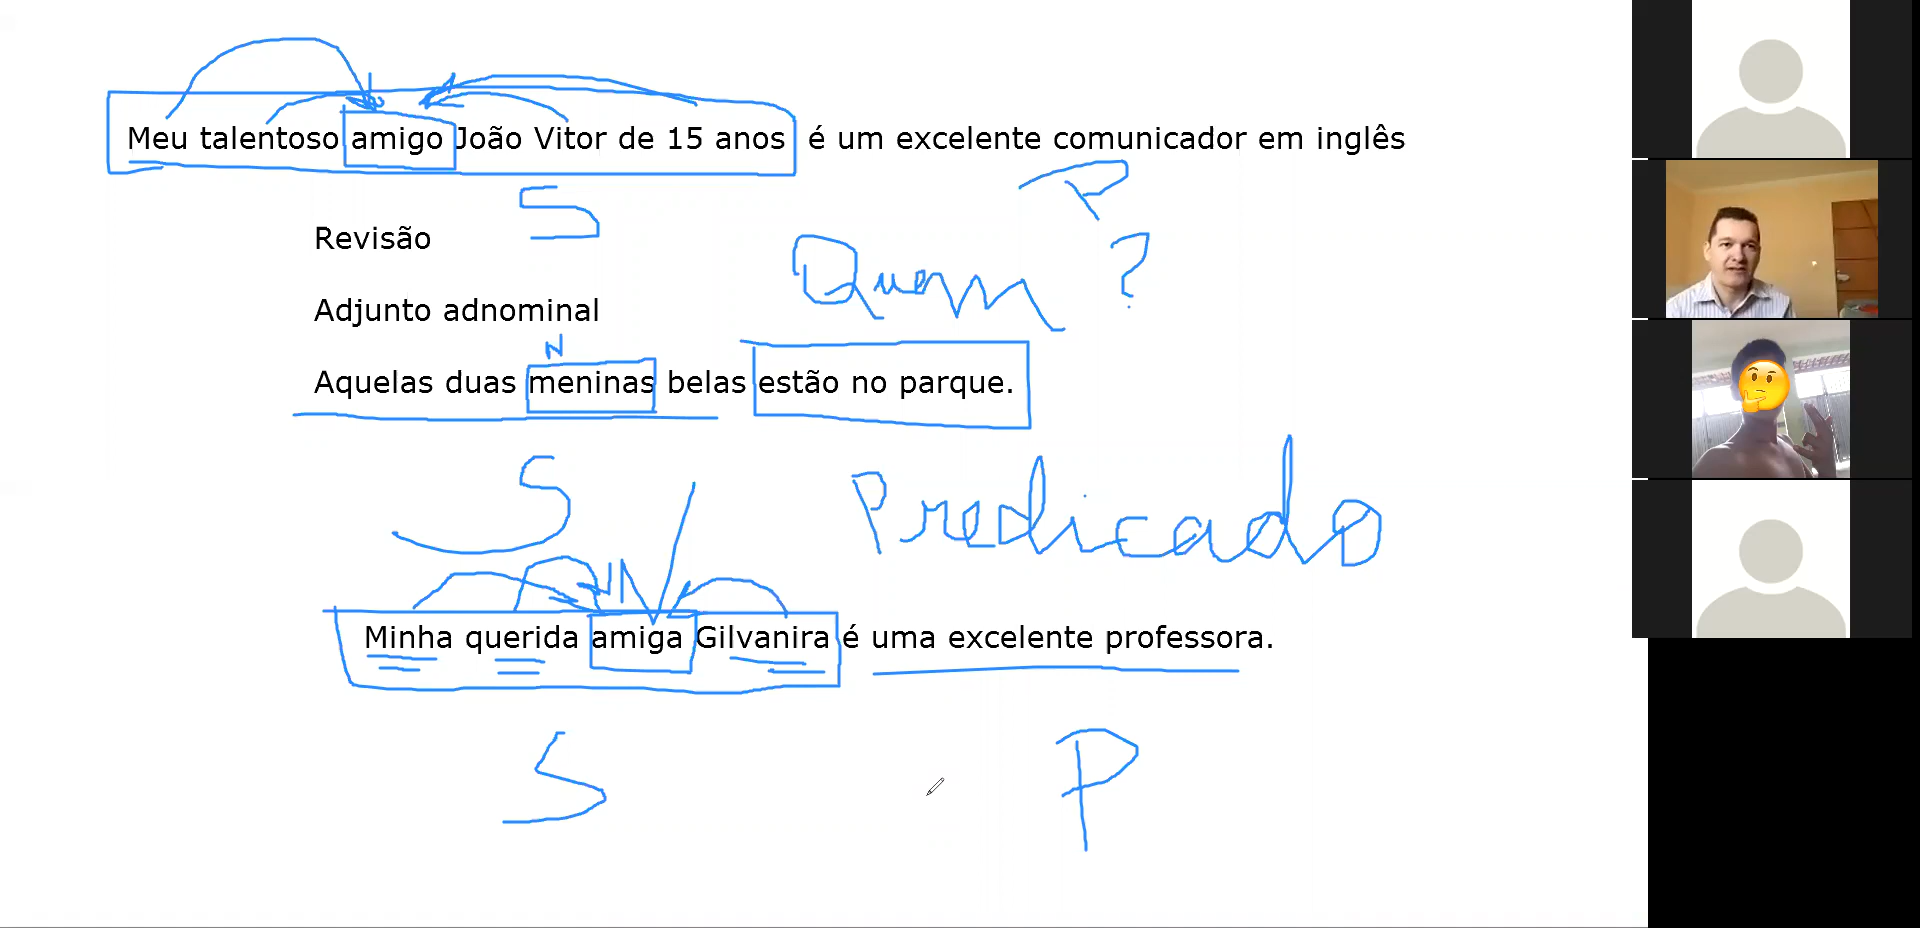 Meu talentoso amigo João Vitor de 15 anos é um excelente comunicador em inglês
S P
Revisão
Quem ?
Adjunto adnominal
N
Aquelas duas meninas belas estão no parque.
S Predicado
N
Minha querida amiga Gilvanira é uma excelente professora.
S P